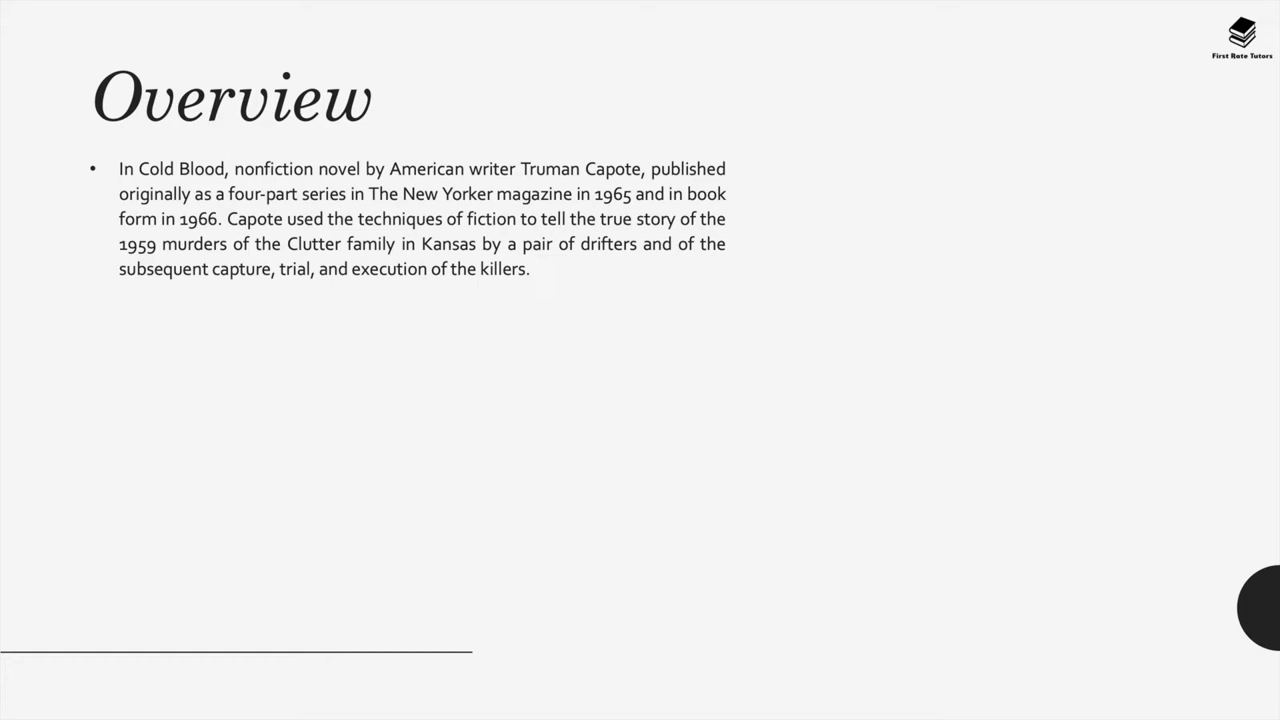 First Rate Tutors
Overview
• In Cold Blood, nonfiction novel by American writer Truman Capote, published
originally as a four-part series in The New Yorker magazine in 1965 and in book
form in 1966. Capote used the techniques of fiction to tell the true story of the
1959 murders of the Clutter family in Kansas by a pair of drifters and of the
subsequent capture, trial, and execution of the killers.